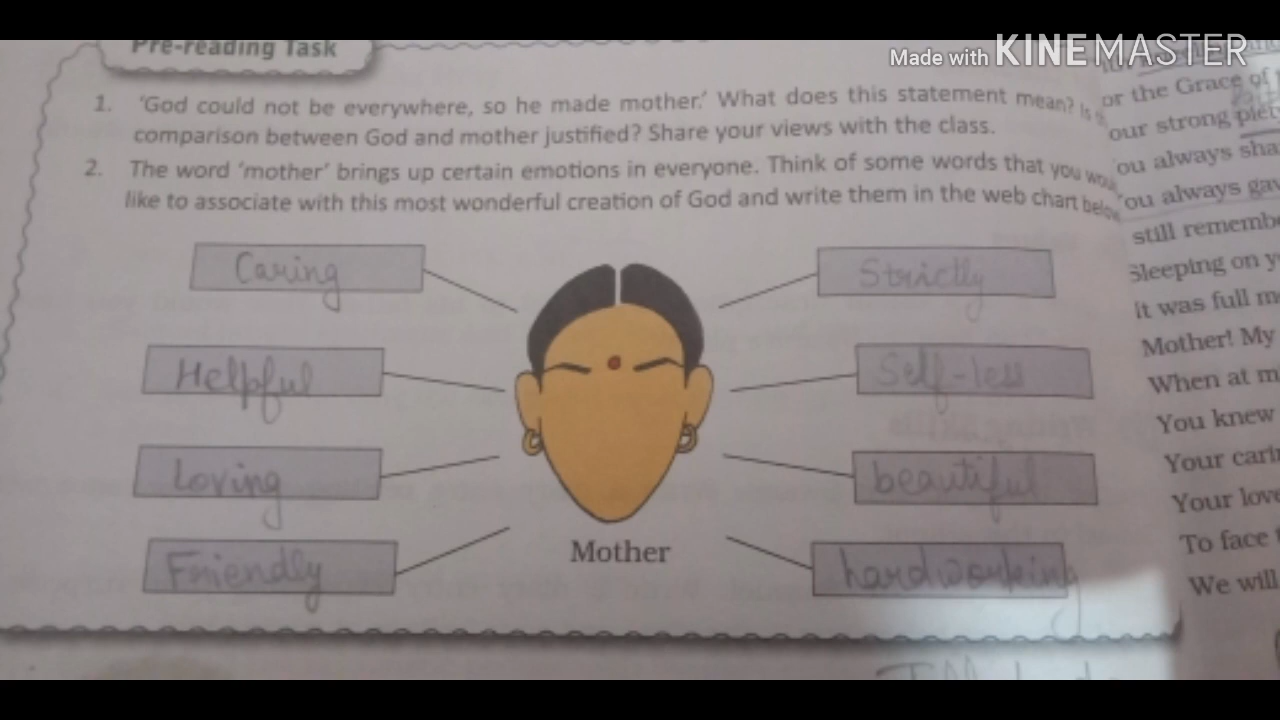 Made with KINEMASTER
Pre-reading Task
1. 'God could not be everywhere, so he made mother.' What does this statement mean? Is
comparison between God and mother justified? Share your views with the class.
2. The word 'mother' brings up certain emotions in everyone. Think of some words that you
like to associate with this most wonderful creation of God and write them in the web chart
Caring
Strictly
Helpful
Self-less
Loving
beautiful
Friendly
hardworking
Mother
or the Grace of
our strong
ou always
ou always
still
Sleeping on
it was full
Mother! My
When at
You knew
Your
Your
To face
We will